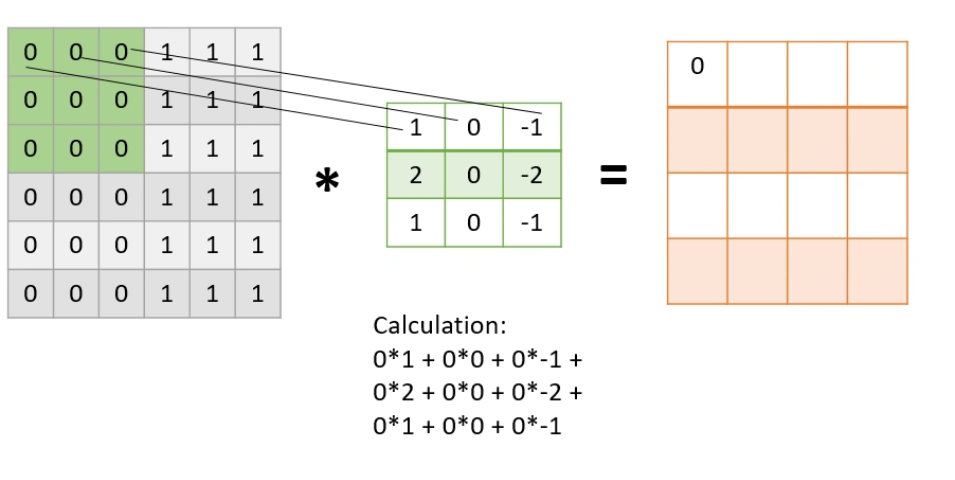 0 0 0 1 1 1
0 0 0 1 1 1
0 0 0 1 1 1
0 0 0 1 1 1
0 0 0 1 1 1
0 0 0 1 1 1
*
1 0 -1
2 0 -2
1 0 -1
=
0
Calculation:
0*1 + 0*0 + 0*-1 +
0*2 + 0*0 + 0*-2 +
0*1 + 0*0 + 0*-1